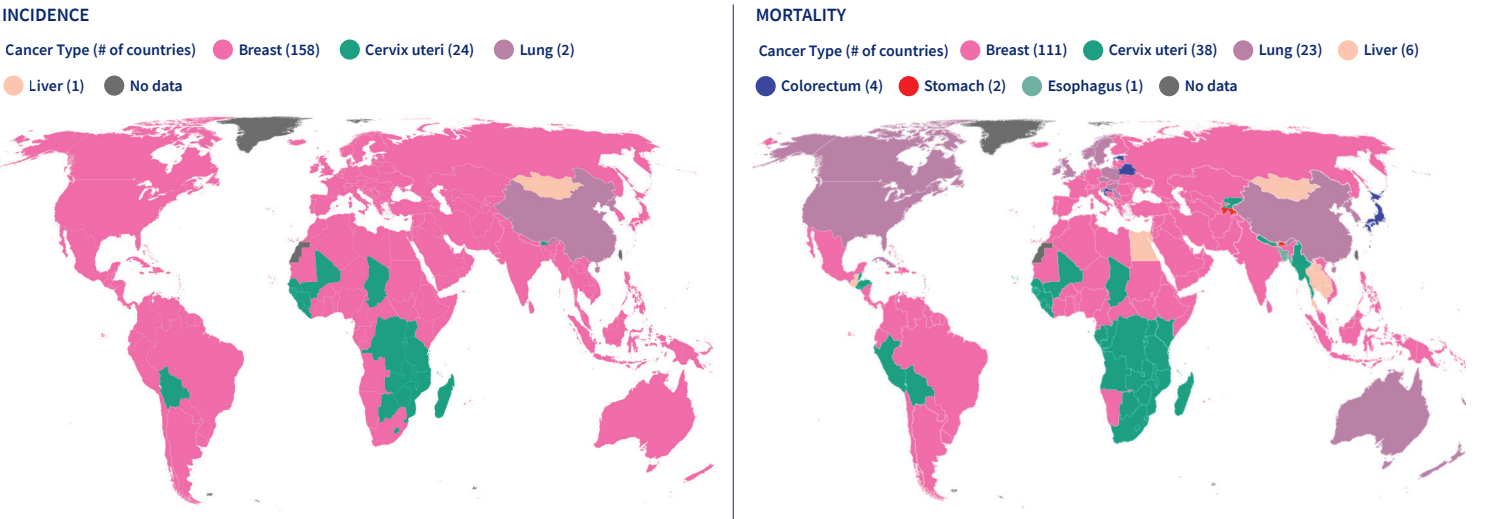 INCIDENCE
Cancer Type (# of countries) Breast (158) Cervix uteri (24) Lung (2)
Liver (1) No data
MORTALITY
Cancer Type (# of countries) Breast (111) Cervix uteri (38) Lung (23) Liver (6)
Colorectum (4) Stomach (2) Esophagus (1) No data